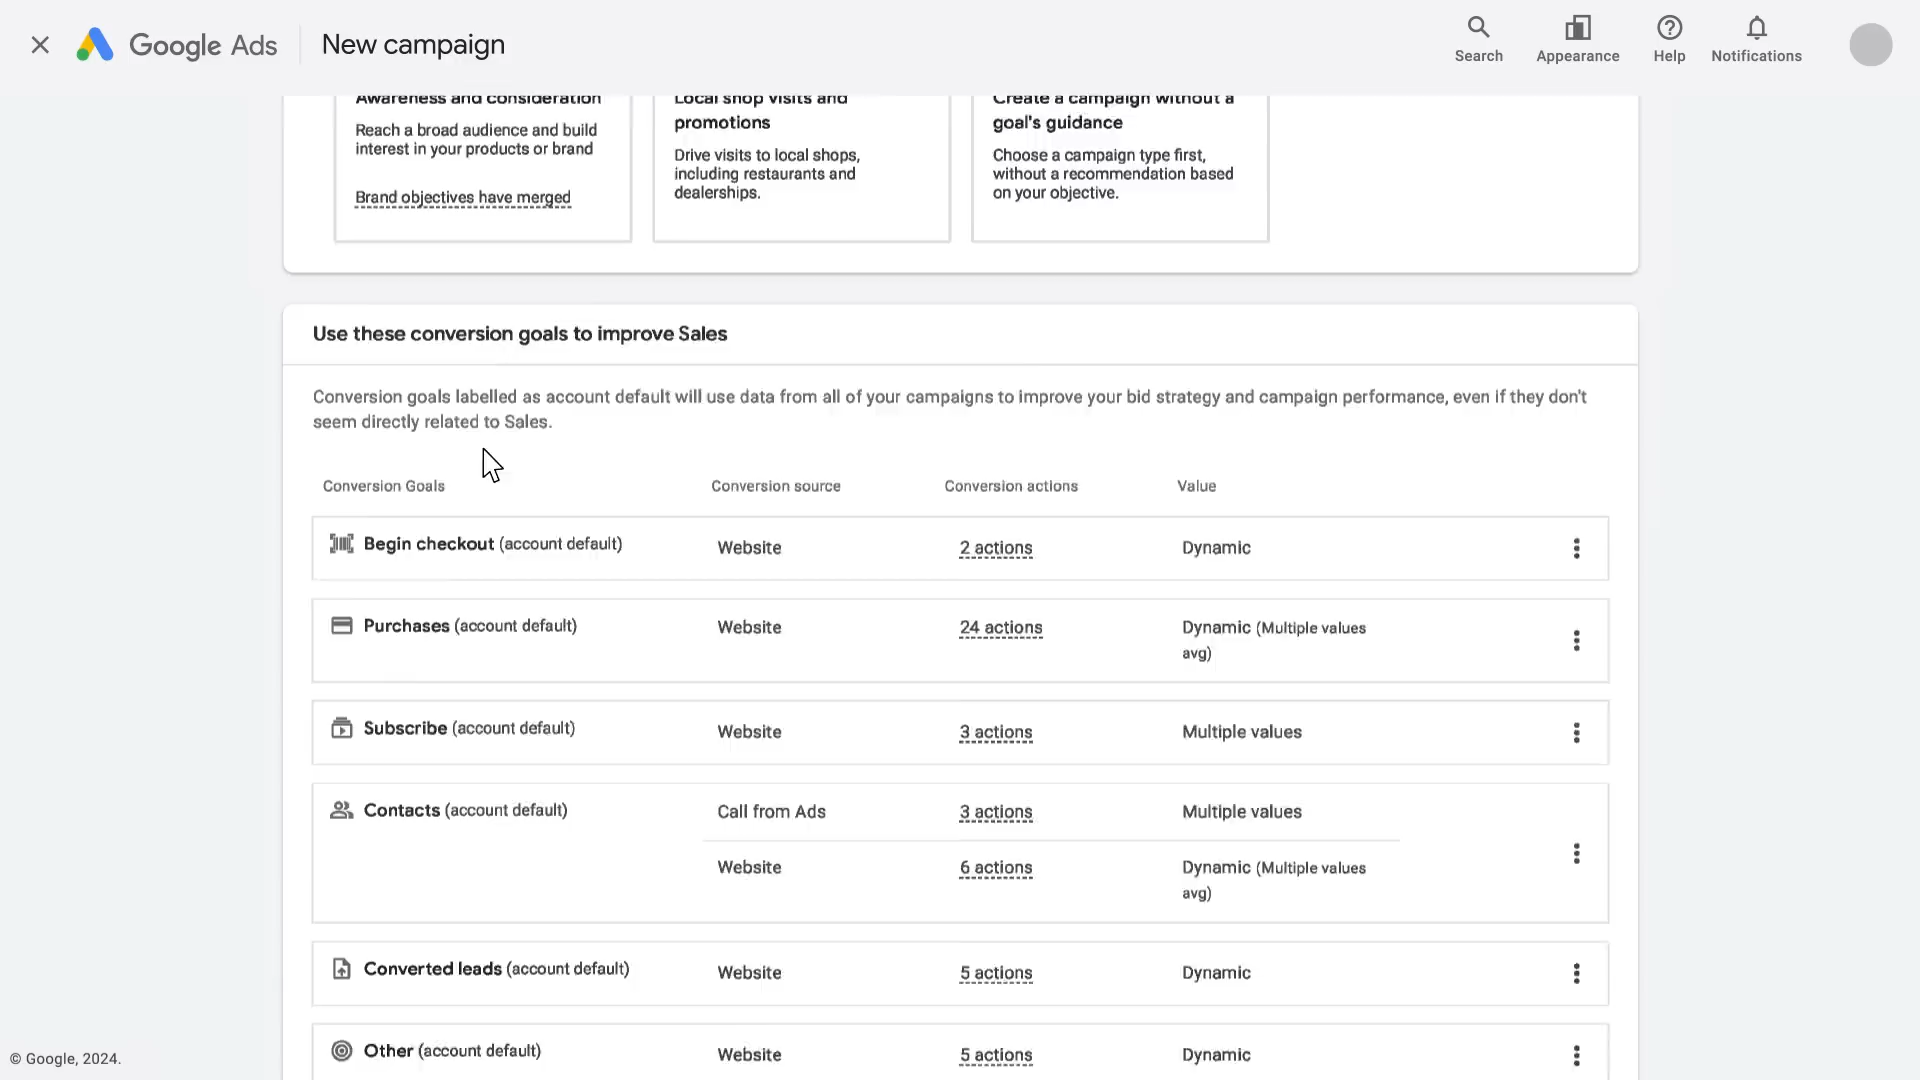 Google Ads
New campaign
Search
Appearance
Help
Notifications
Awareness and consideration
Reach a broad audience and build
interest in your products or brand
Brand objectives have merged
Local shop visits and
promotions
Drive visits to local shops,
including restaurants and
dealerships.
Create a campaign without a
goal's guidance
Choose a campaign type first,
without a recommendation based
on your objective.
Use these conversion goals to improve Sales
Conversion goals labelled as account default will use data from all of your campaigns to improve your bid strategy and campaign performance, even if they don't
seem directly related to Sales.
Conversion Goals Conversion source Conversion actions Value
Begin checkout (account default) Website 2 actions Dynamic
Purchases (account default) Website 24 actions Dynamic (Multiple values
avg)
Subscribe (account default) Website 3 actions Multiple values
Contacts (account default) Call from Ads 3 actions Multiple values
Website 6 actions Dynamic (Multiple values
avg)
Converted leads (account default) Website 5 actions Dynamic
Other (account default) Website 5 actions Dynamic
© Google, 2024.